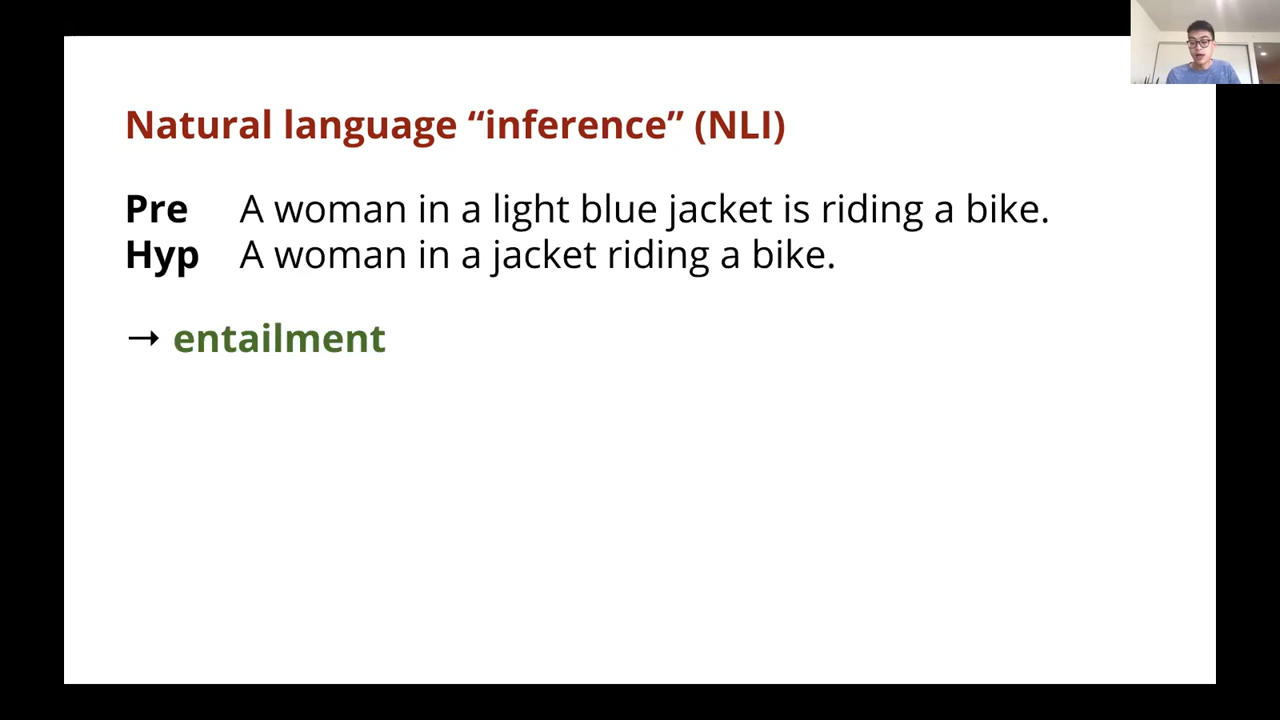 Natural language “inference” (NLI)
Pre A woman in a light blue jacket is riding a bike.
Hyp A woman in a jacket riding a bike.
→ entailment